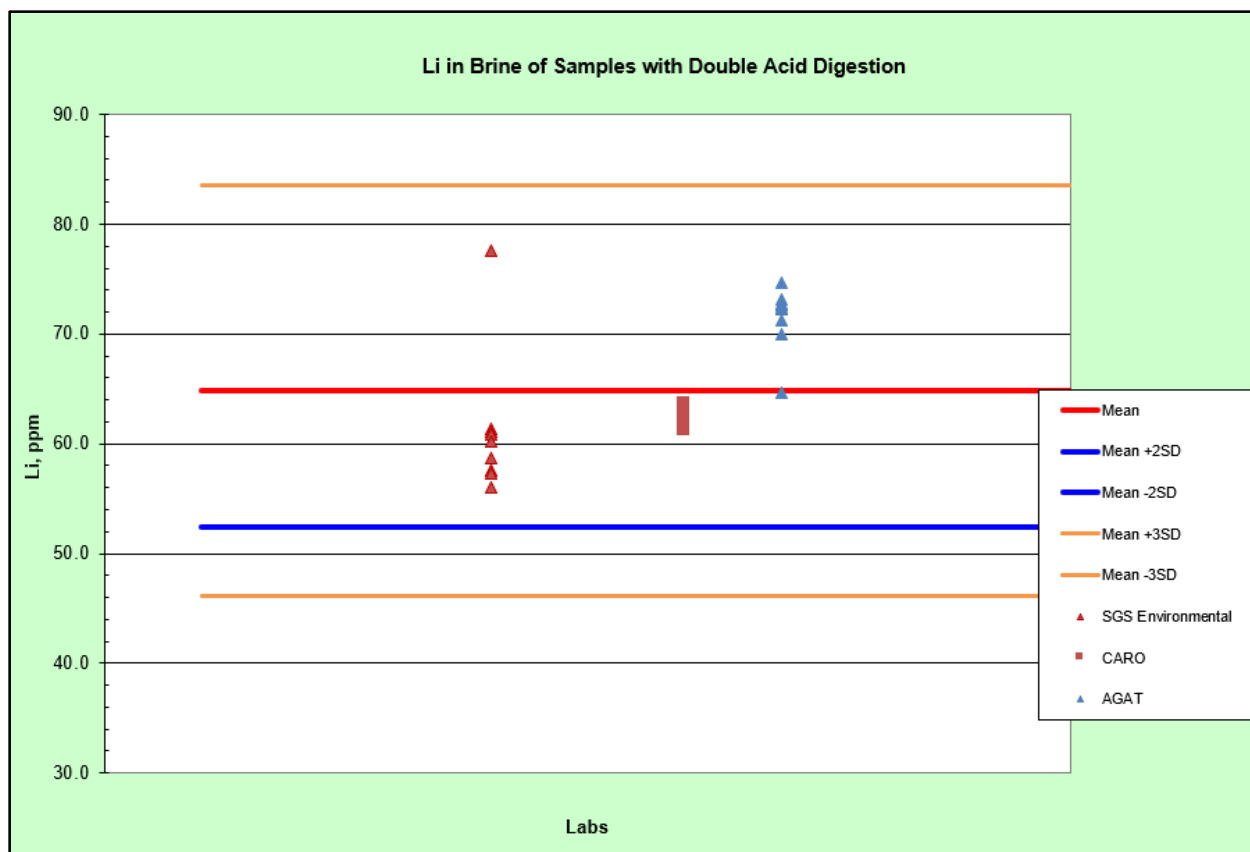 Li in Brine of Samples with Double Acid Digestion
90.0
80.0
70.0
60.0
50.0
40.0
30.0
Li, ppm
Labs
Mean
Mean +2SD
Mean -2SD
Mean +3SD
Mean -3SD
SGS Environmental
CARO
AGAT